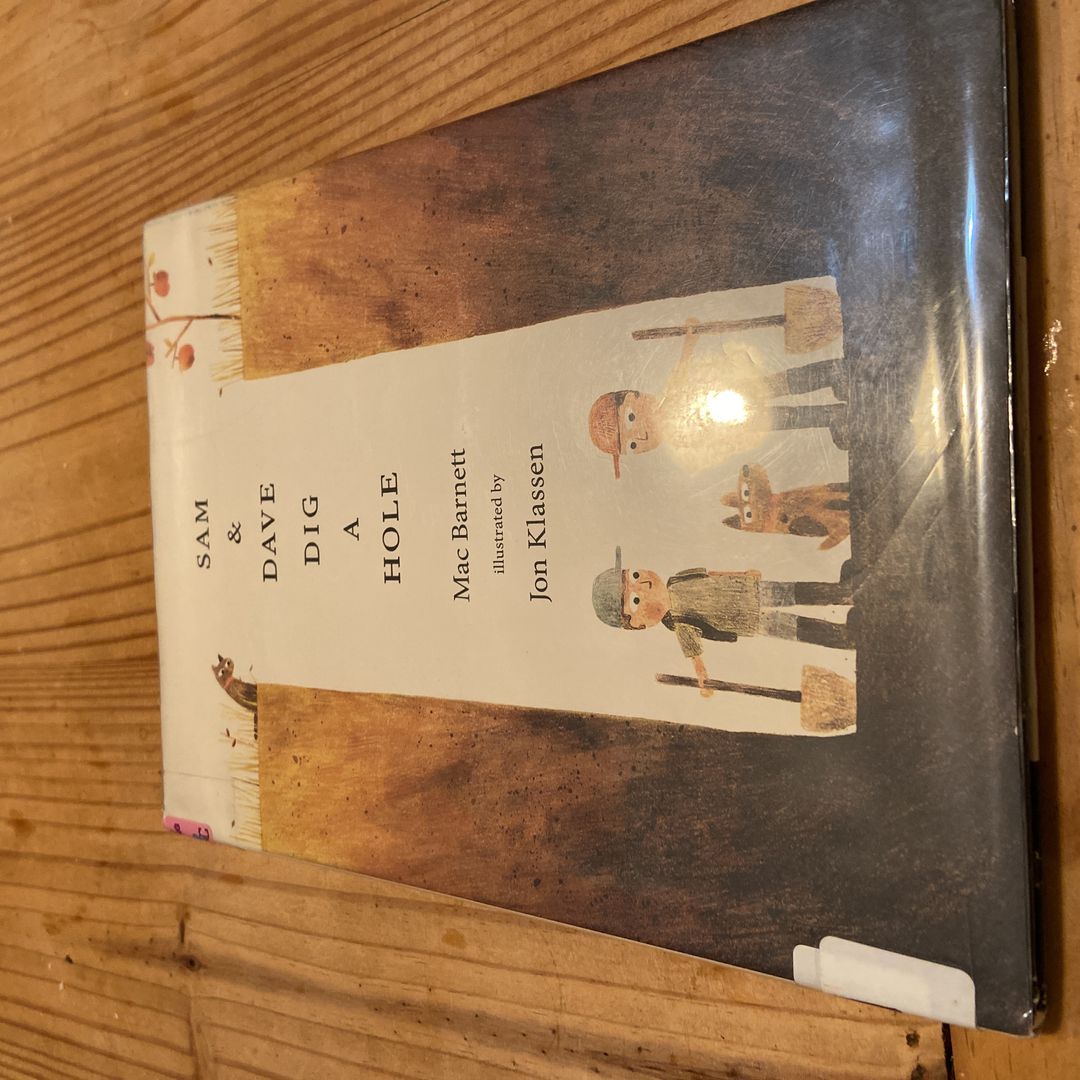 SAM
&
DAVE
DIG
A
HOLE
Mac Barnett
illustrated by
Jon Klassen